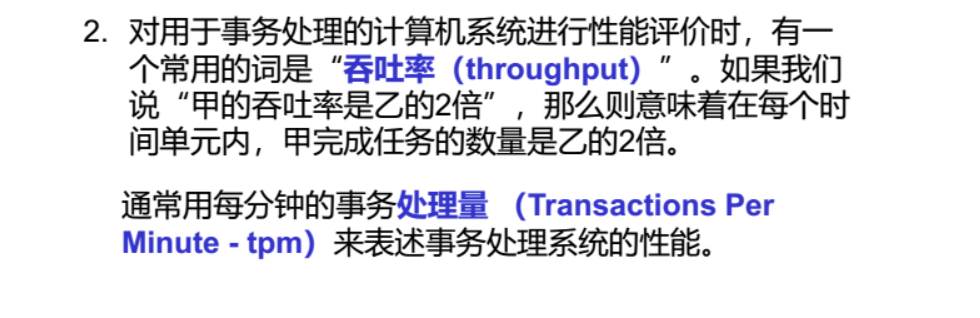 2. 对用于事务处理的计算机系统进行性能评价时，有一
个常用的词是“吞吐率（throughput）”。如果我们
说“甲的吞吐率是乙的2倍”，那么则意味着在每个时
间单元内，甲完成任务的数量是乙的2倍。
通常用每分钟的事务处理量 （Transactions Per
Minute - tpm）来表述事务处理系统的性能。